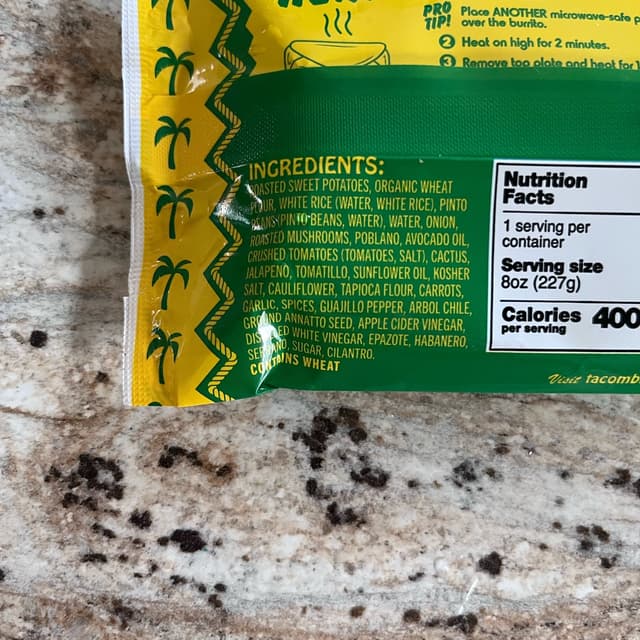 PRO TIP! Place ANOTHER microwave-safe p
over the burrito.
2 Heat on high for 2 minutes.
3 Remove top plate and heat for 1
INGREDIENTS:
ROASTED SWEET POTATOES, ORGANIC WHEAT
FLOUR, WHITE RICE (WATER, WHITE RICE), PINTO
BEANS (PINTO BEANS, WATER), WATER, ONION,
ROASTED MUSHROOMS, POBLANO, AVOCADO OIL,
CRUSHED TOMATOES (TOMATOES, SALT), CACTUS,
JALAPEÑO, TOMATILLO, SUNFLOWER OIL, KOSHER
SALT, CAULIFLOWER, TAPIOCA FLOUR, CARROTS,
GARLIC, SPICES, GUAJILLO PEPPER, ARBOL CHILE,
GROUND ANNATTO SEED, APPLE CIDER VINEGAR,
DISTILLED WHITE VINEGAR, EPAZOTE, HABANERO,
SERRANO, SUGAR, CILANTRO.
CONTAINS WHEAT
Nutrition
Facts
1 serving per
container
Serving size
8oz (227g)
Calories 400
per serving
Visit tacomb